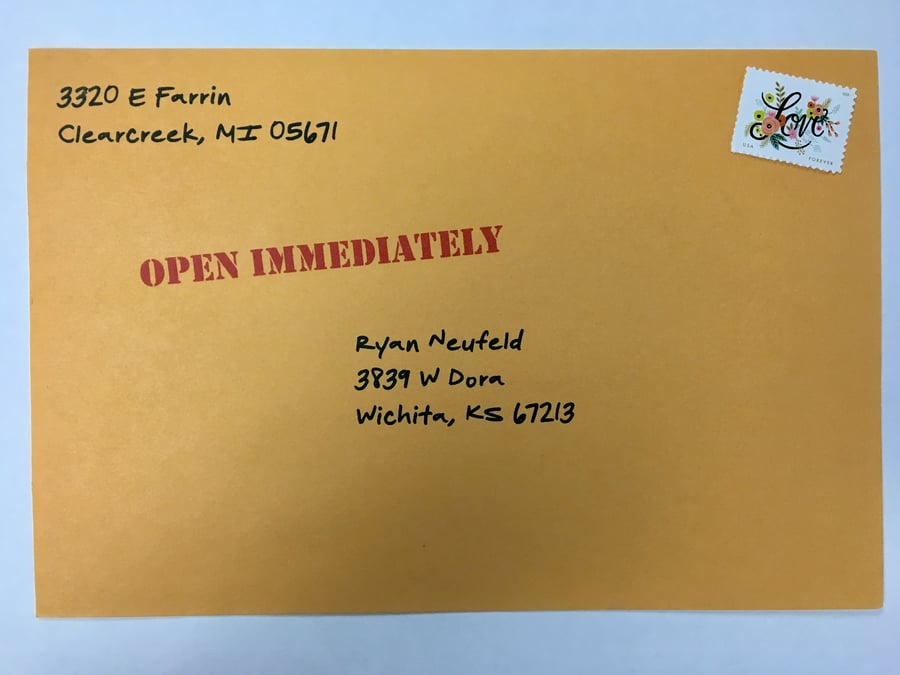 3320 E Farrin
Clearcreek, MI 05671
Love
USA
FOREVER
OPEN IMMEDIATELY
Ryan Neufeld
3839 W Dora
Wichita, KS 67213